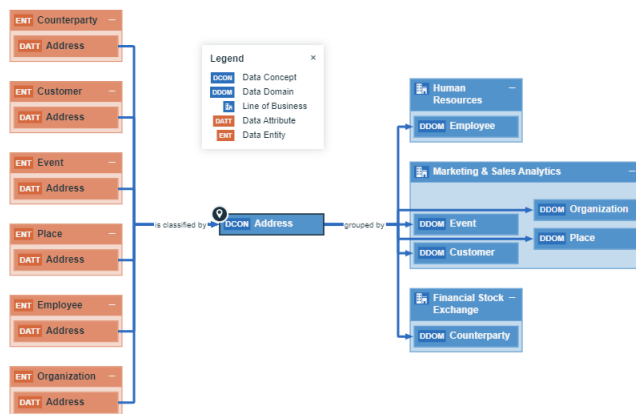 ENT Counterparty
DATT Address
ENT Customer
DATT Address
ENT Event
DATT Address
ENT Place
DATT Address
ENT Employee
DATT Address
ENT Organization
DATT Address
is classified by
Legend ×
DCON Data Concept
DDOM Data Domain
Line of Business
DATT Data Attribute
ENT Data Entity
DCON Address
grouped by
Human
Resources
DDOM Employee
Marketing & Sales Analytics
DDOM Organization
DDOM Event
DDOM Place
DDOM Customer
Financial Stock
Exchange
DDOM Counterparty